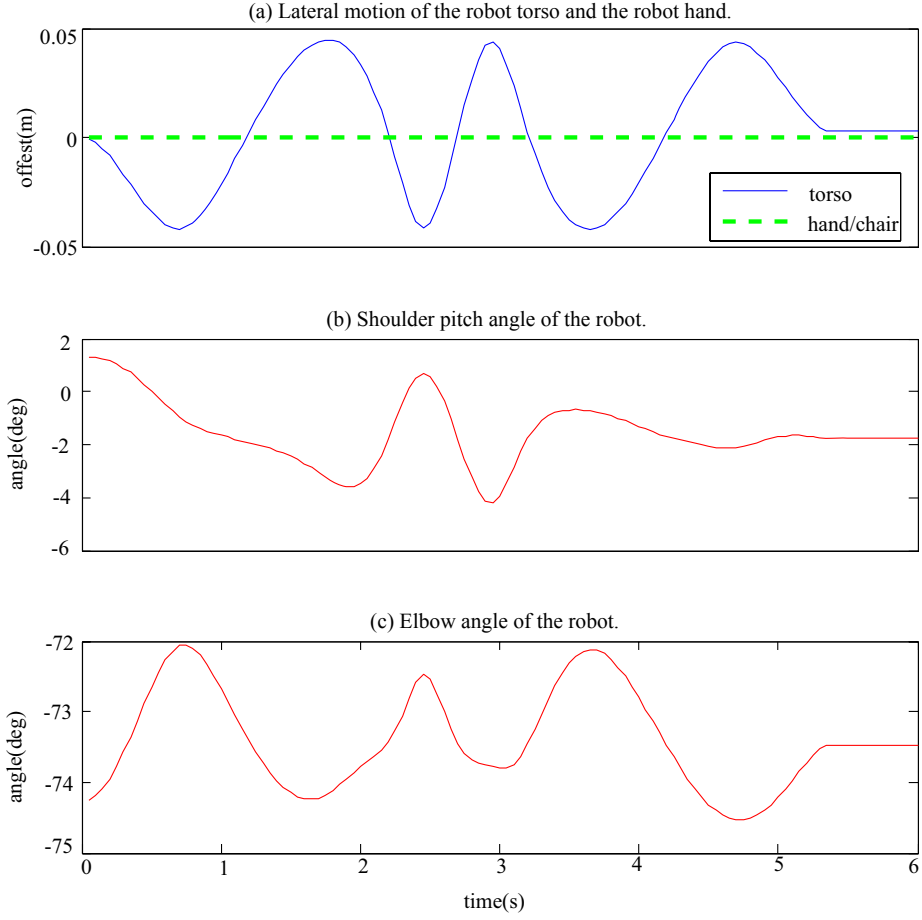 (a) Lateral motion of the robot torso and the robot hand.
0.05
0
-0.05
offest(m)
torso
hand/chair
(b) Shoulder pitch angle of the robot.
2
0
-2
-4
-6
angle(deg)
(c) Elbow angle of the robot.
-72
-73
-74
-75
angle(deg)
0 1 2 3 4 5 6
time(s)